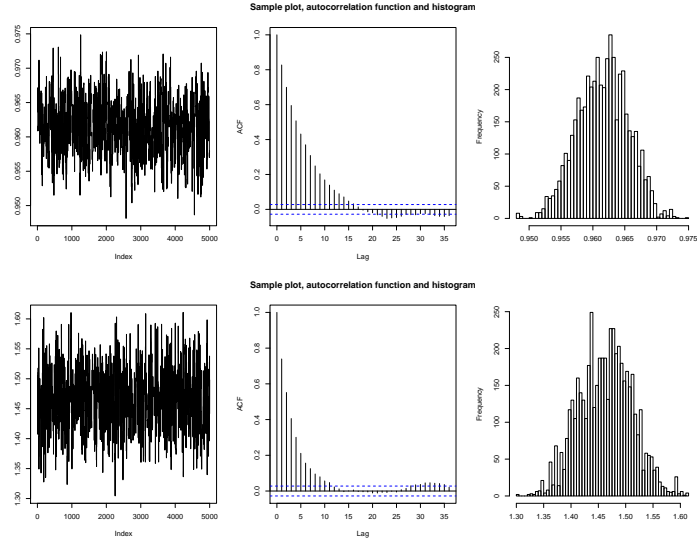 Sample plot, autocorrelation function and histogram
0.950 0.955 0.960 0.965 0.970 0.975
0 1000 2000 3000 4000 5000
Index
ACF
0.0 0.2 0.4 0.6 0.8 1.0
0 5 10 15 20 25 30 35
Lag
Frequency
0 50 100 150 200 250
0.950 0.955 0.960 0.965 0.970 0.975
Sample plot, autocorrelation function and histogram
1.30 1.35 1.40 1.45 1.50 1.55 1.60
0 1000 2000 3000 4000 5000
Index
ACF
0.0 0.2 0.4 0.6 0.8 1.0
0 5 10 15 20 25 30 35
Lag
Frequency
0 50 100 150 200 250
1.30 1.35 1.40 1.45 1.50 1.55 1.60